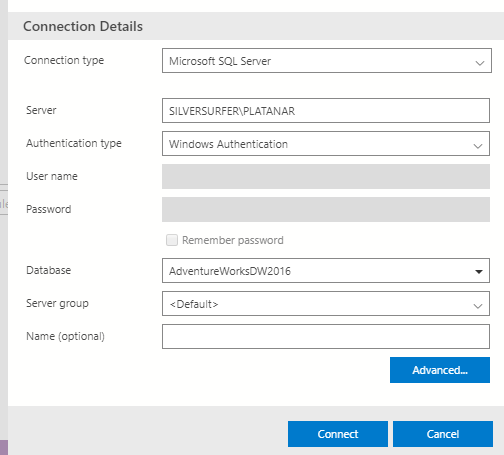 Connection Details
Connection type Microsoft SQL Server
Server SILVERSURFER\PLATANAR
Authentication type Windows Authentication
User name
Password
Remember password
Database AdventureWorksDW2016
Server group <Default>
Name (optional)
Advanced...
Connect Cancel